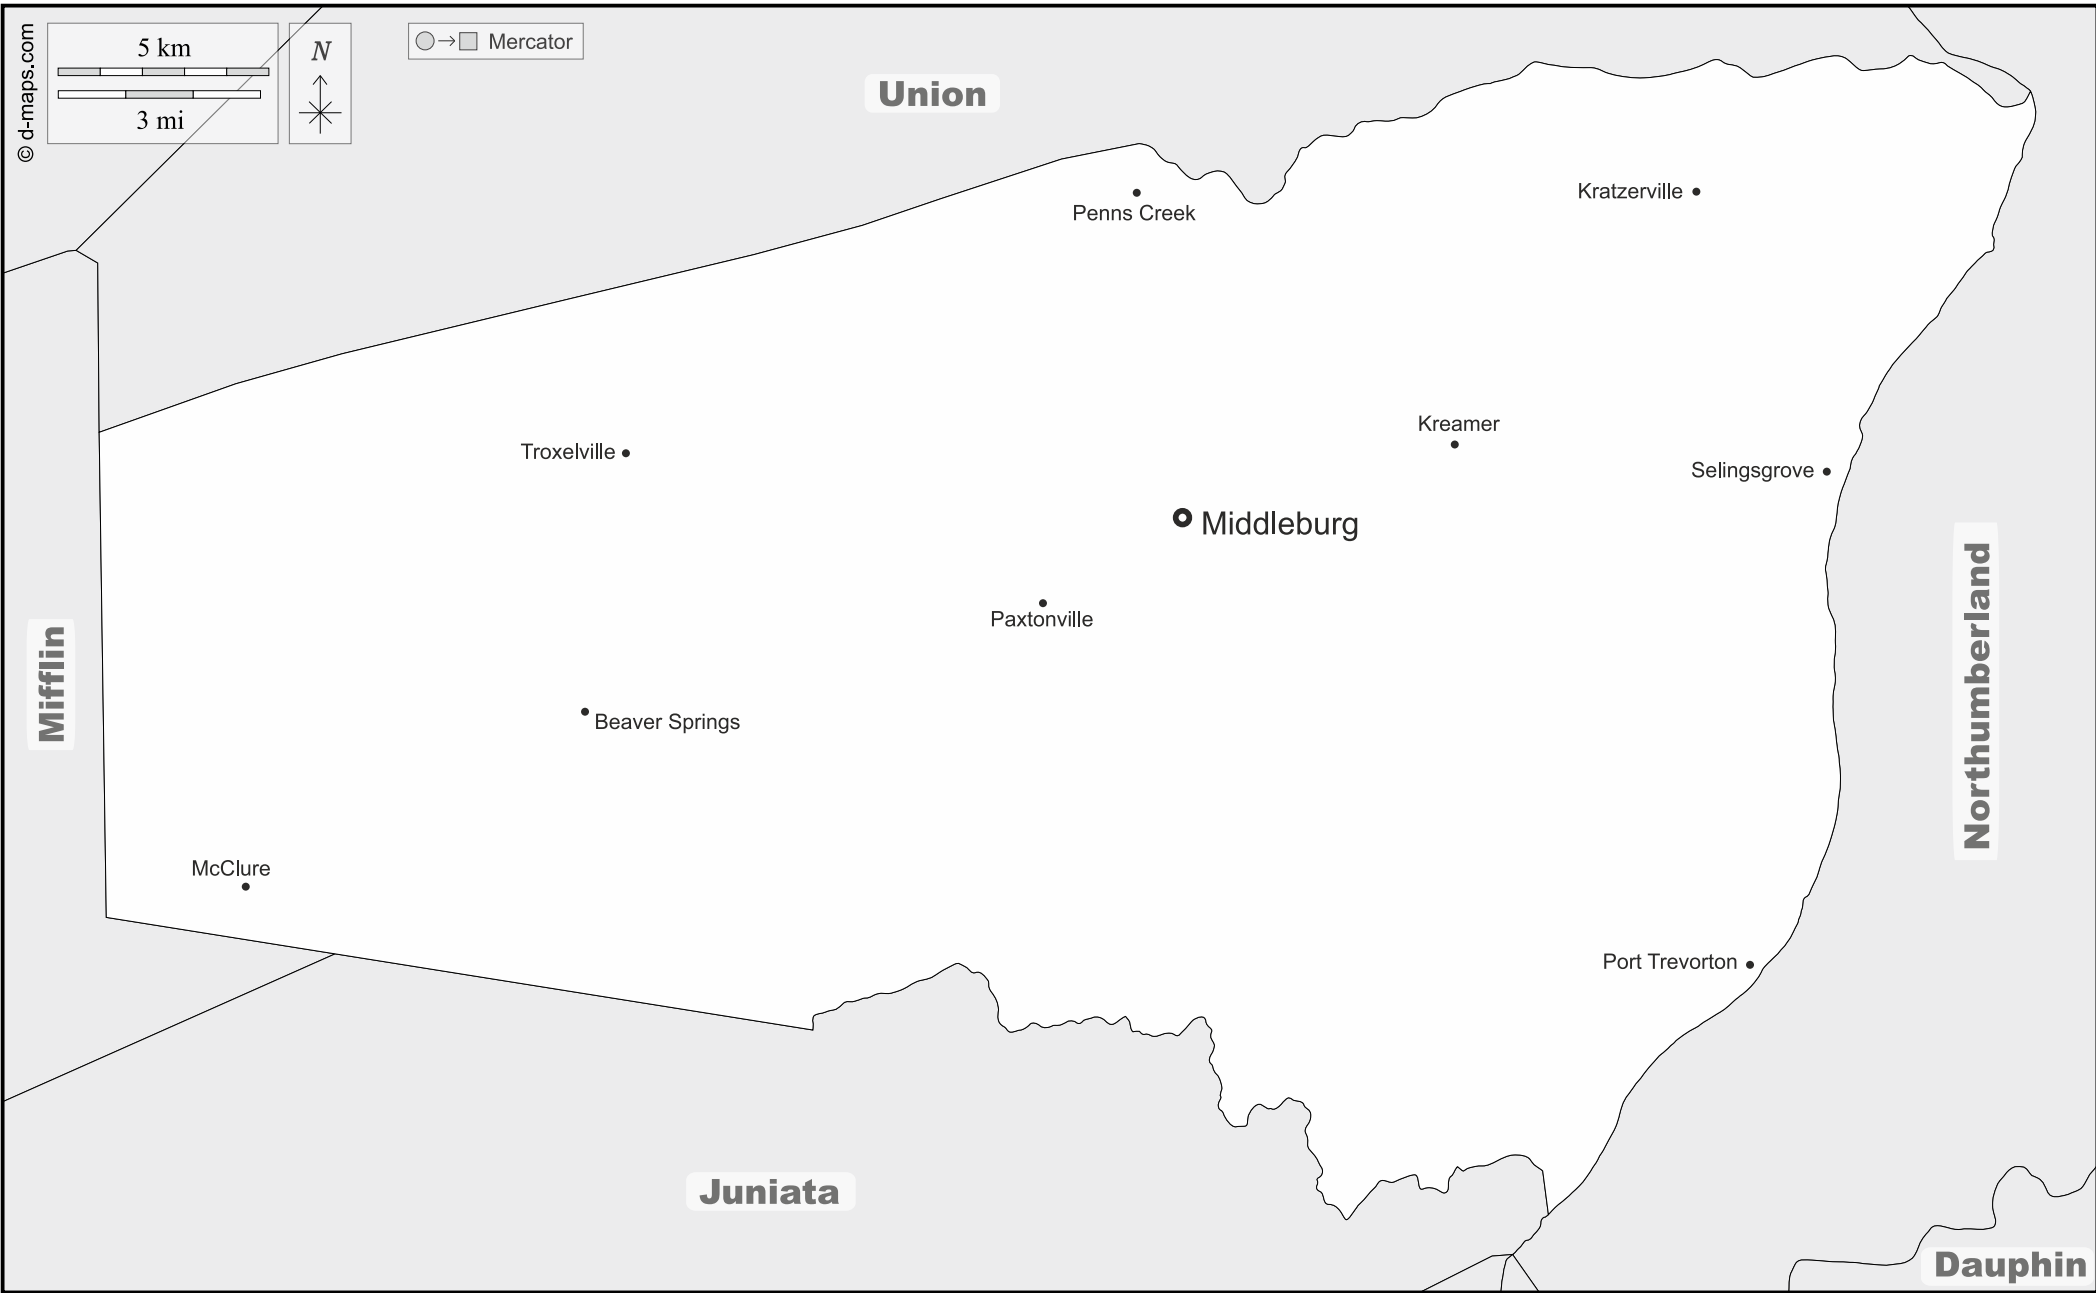 © d-maps.com
5 km
3 mi
N
Mercator
Union
Penns Creek
Kratzerville
Troxelville
Kreamer
Selingsgrove
Middleburg
Paxtonville
Beaver Springs
McClure
Port Trevorton
Mifflin
Northumberland
Juniata
Dauphin